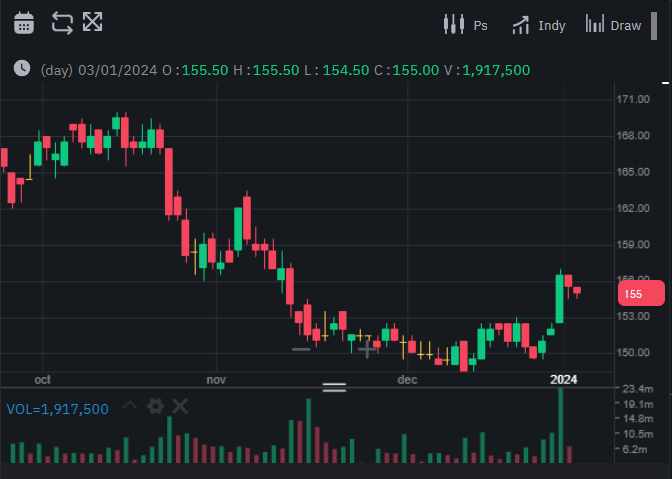 Ps Indy Draw
(day) 03/01/2024 O :155.50 H :155.50 L : 154.50 C :155.00 V :1,917,500
171.00
168.00
165.00
162.00
159.00
156.00
155
153.00
150.00
oct nov dec 2024
23.4m
VOL=1,917,500
19.1m
14.8m
10.5m
6.2m